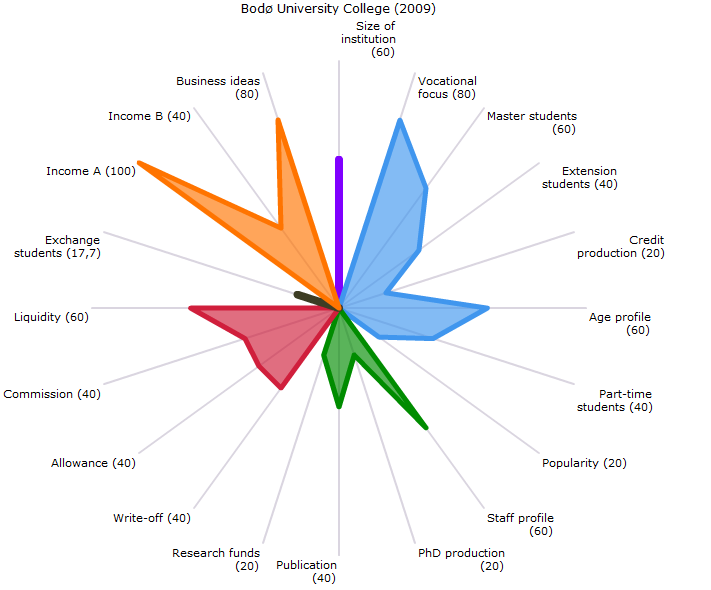 Bodø University College (2009)
Size of
institution
(60)
Business ideas
(80)
Vocational
focus (80)
Income B (40)
Master students
(60)
Income A (100)
Extension
students (40)
Exchange
students (17,7)
Credit
production (20)
Liquidity (60)
Age profile
(60)
Commission (40)
Part-time
students (40)
Allowance (40)
Popularity (20)
Write-off (40)
Staff profile
(60)
Research funds
(20)
Publication
(40)
PhD production
(20)